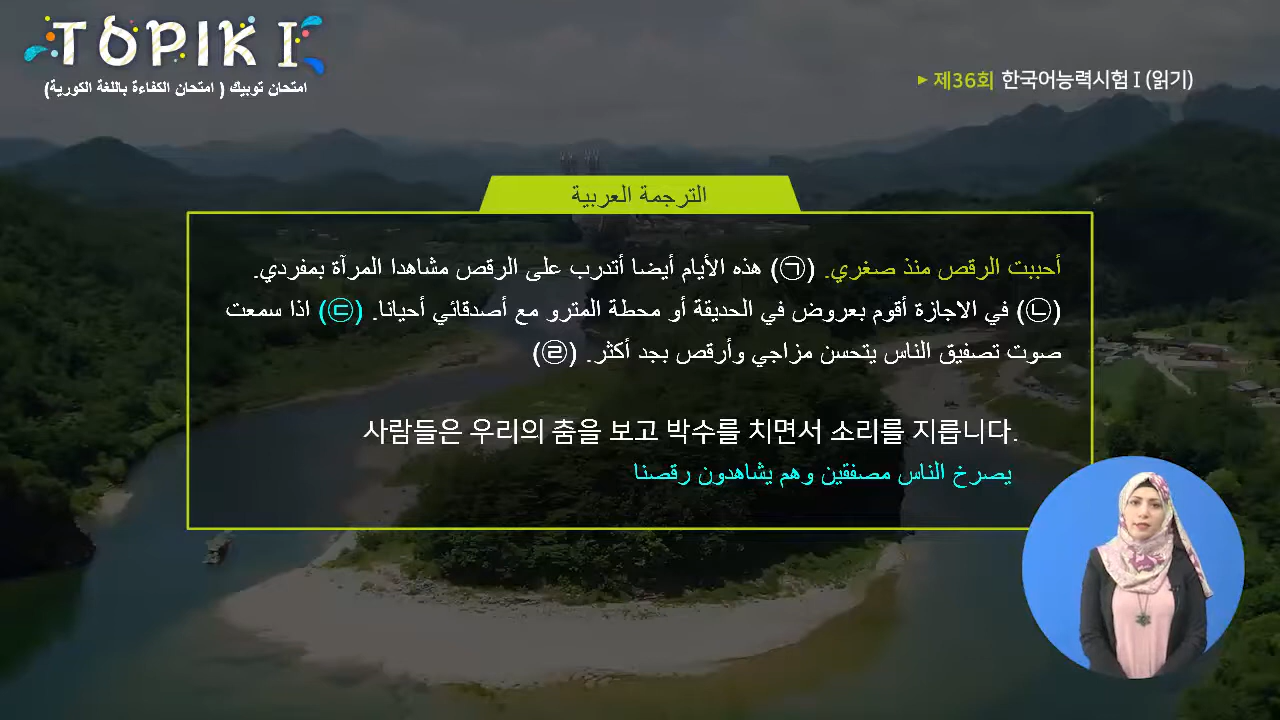 TOPIK I
امتحان توبيك ( امتحان الكفاءة باللغة الكورية)
▸ 제36회 한국어능력시험 I (읽기)
الترجمة العربية
أحببت الرقص منذ صغري. (㉠) هذه الأيام أيضا أتدرب على الرقص مشاهدا المرآة بمفردي.
(㉡) في الاجازة أقوم بعروض في الحديقة أو محطة المترو مع أصدقائي أحيانا. (㉢) اذا سمعت
صوت تصفيق الناس يتحسن مزاجي وأرقص بجد أكثر. (㉣)
사람들은 우리의 춤을 보고 박수를 치면서 소리를 지릅니다.
يصرخ الناس مصفقين وهم يشاهدون رقصنا